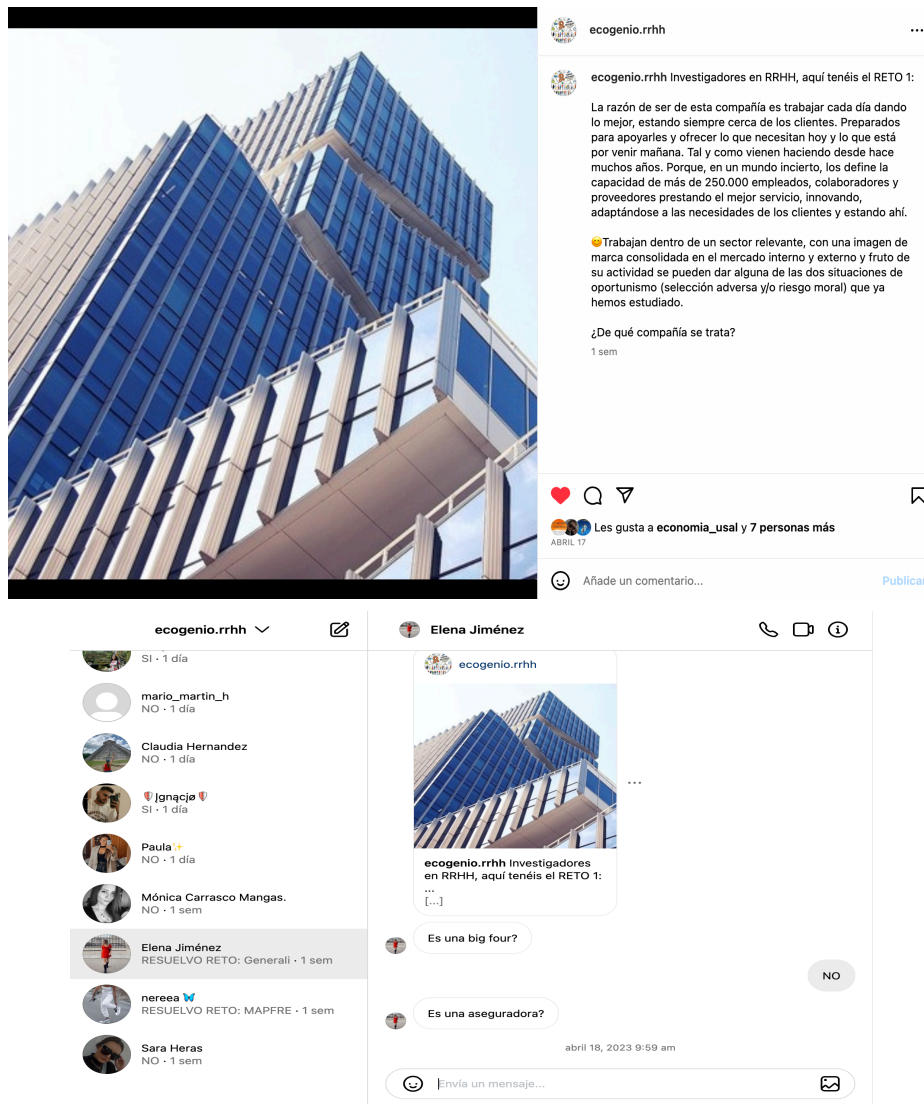 ecogenio.rrhh
ecogenio.rrhh Investigadores en RRHH, aquí tenéis el RETO 1:
La razón de ser de esta compañía es trabajar cada día dando
lo mejor, estando siempre cerca de los clientes. Preparados
para apoyarles y ofrecer lo que necesitan hoy y lo que está
por venir mañana. Tal y como vienen haciendo desde hace
muchos años. Porque, en un mundo incierto, los define la
capacidad de más de 250.000 empleados, colaboradores y
proveedores prestando el mejor servicio, innovando,
adaptándose a las necesidades de los clientes y estando ahí.
😊Trabajan dentro de un sector relevante, con una imagen de
marca consolidada en el mercado interno y externo y fruto de
su actividad se pueden dar alguna de las dos situaciones de
oportunismo (selección adversa y/o riesgo moral) que ya
hemos estudiado.
¿De qué compañía se trata?
1 sem
Les gusta a economia_usal y 7 personas más
ABRIL 17
Añade un comentario...
Publicar
ecogenio.rrhh
SI · 1 día
mario_martin_h
NO · 1 día
Claudia Hernandez
NO · 1 día
Įgnącjø
SI · 1 día
Paula✨
NO · 1 día
Mónica Carrasco Mangas.
NO · 1 sem
Elena Jiménez
RESUELVO RETO: Generali · 1 sem
nereea 🦋
RESUELVO RETO: MAPFRE · 1 sem
Sara Heras
NO · 1 sem
Elena Jiménez
ecogenio.rrhh
ecogenio.rrhh Investigadores
en RRHH, aquí tenéis el RETO 1:
...
[...]
Es una big four?
NO
Es una aseguradora?
abril 18, 2023 9:59 am
Envía un mensaje...